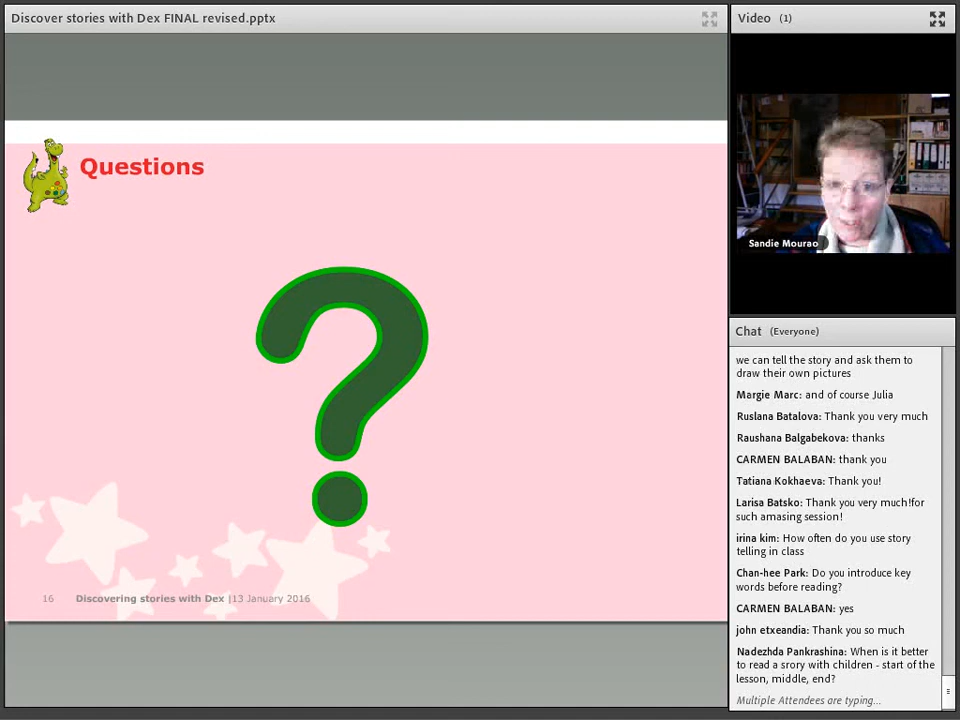 Discover stories with Dex FINAL revised.pptx
Questions
?
16 Discovering stories with Dex |13 January 2016
Video (1)
Sandie Mourao
Chat (Everyone)
we can tell the story and ask them to
draw their own pictures
Margie Marc: and of course Julia
Ruslana Batalova: Thank you very much
Raushana Balgabekova: thanks
CARMEN BALABAN: thank you
Tatiana Kokhaeva: Thank you!
Larisa Batsko: Thank you very much!for
such amasing session!
irina kim: How often do you use story
telling in class
Chan-hee Park: Do you introduce key
words before reading?
CARMEN BALABAN: yes
john etxeandia: Thank you so much
Nadezhda Pankrashina: When is it better
to read a srory with children - start of the
lesson, middle, end?
Multiple Attendees are typing...